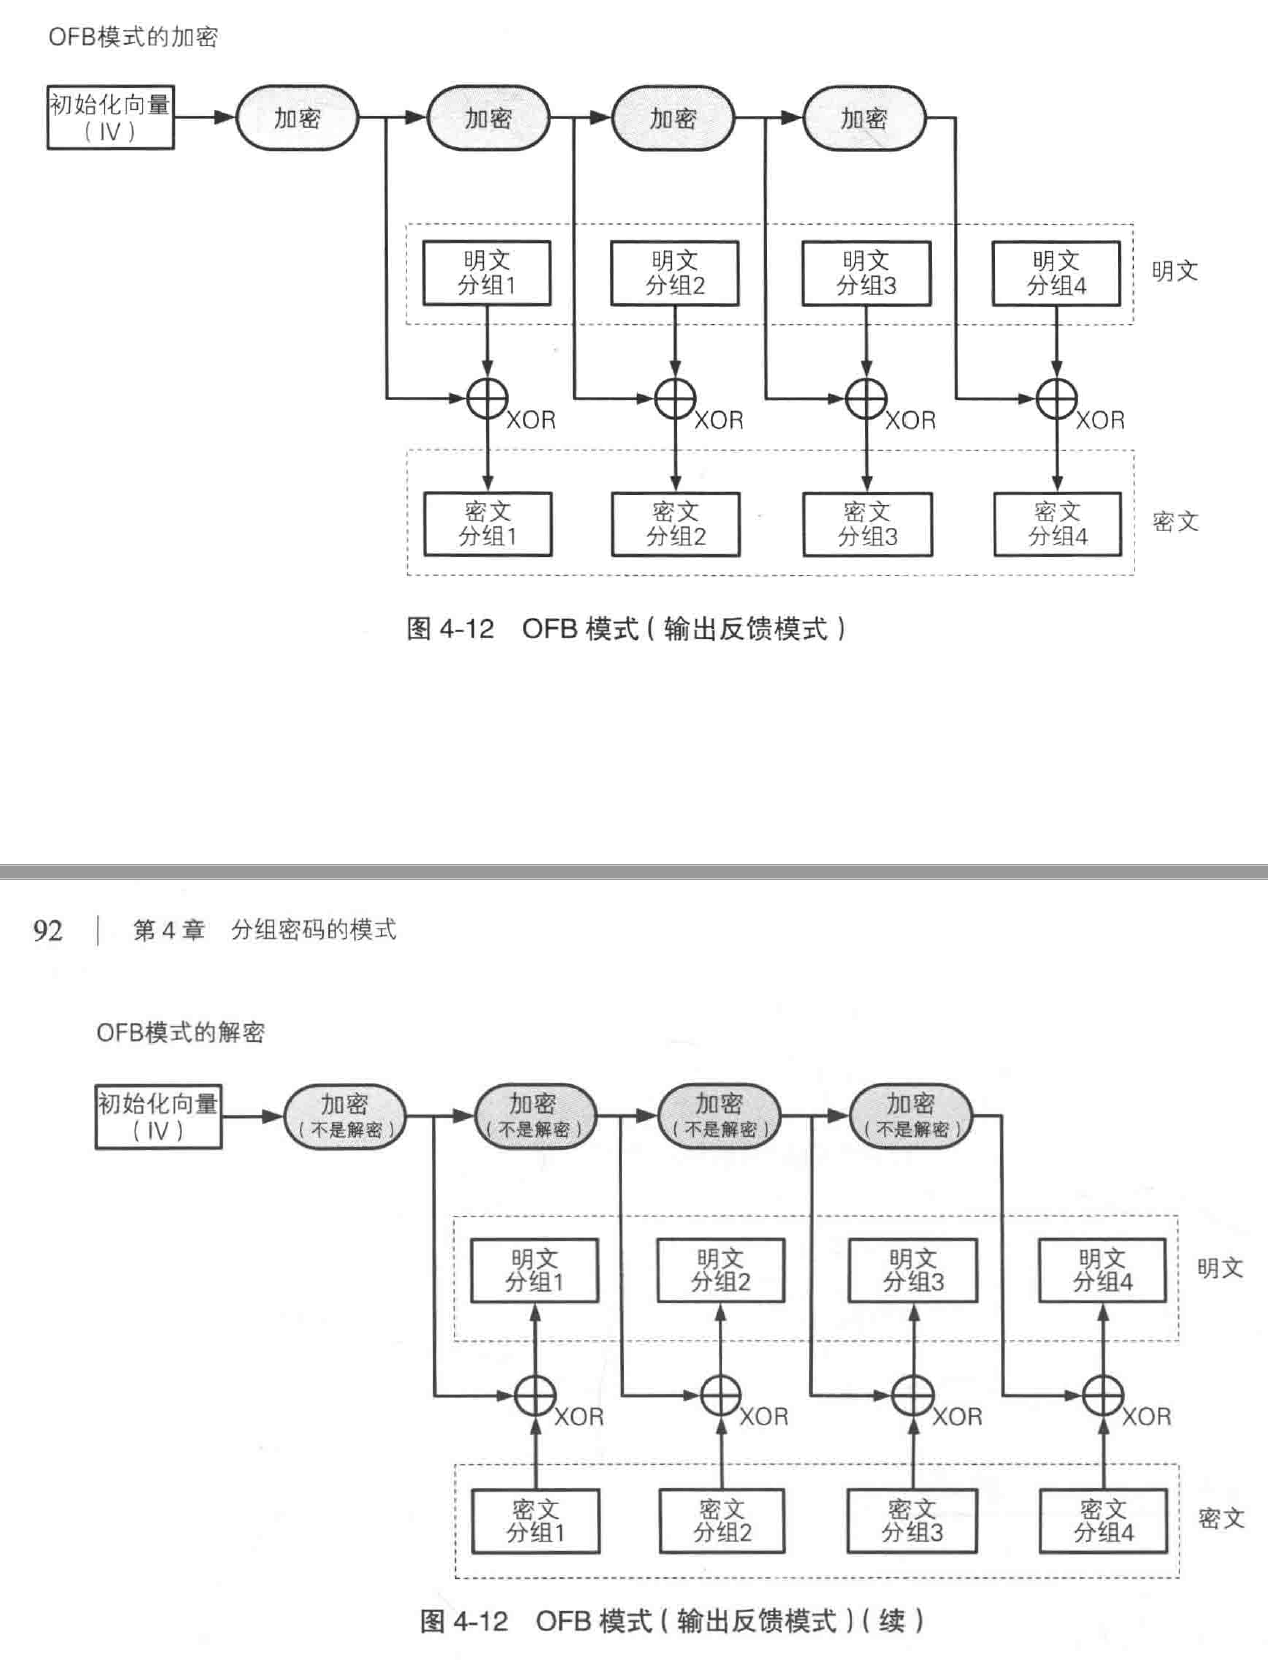 OFB模式的加密
初始化向量
（IV）
加密
加密
加密
加密
明文
分组1
明文
分组2
明文
分组3
明文
分组4
明文
XOR
XOR
XOR
XOR
密文
分组1
密文
分组2
密文
分组3
密文
分组4
密文
图 4-12 OFB 模式（输出反馈模式）
92 | 第 4 章 分组密码的模式
OFB模式的解密
初始化向量
（IV）
加密
（不是解密）
加密
（不是解密）
加密
（不是解密）
加密
（不是解密）
明文
分组1
明文
分组2
明文
分组3
明文
分组4
明文
XOR
XOR
XOR
XOR
密文
分组1
密文
分组2
密文
分组3
密文
分组4
密文
图 4-12 OFB 模式（输出反馈模式）（续）